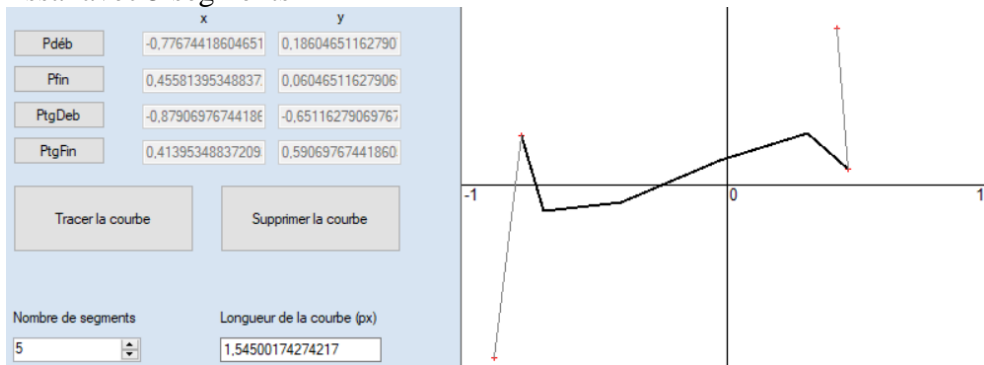 x y
Pdéb -0,77674418604651 0,18604651162790
Pfin 0,45581395348837 0,06046511627906
PtgDeb -0,87906976744186 -0,65116279069767
PtgFin 0,41395348837209 0,59069767441860
Tracer la courbe Supprimer la courbe
-1 0 1
Nombre de segments Longueur de la courbe (px)
5 1,54500174274217